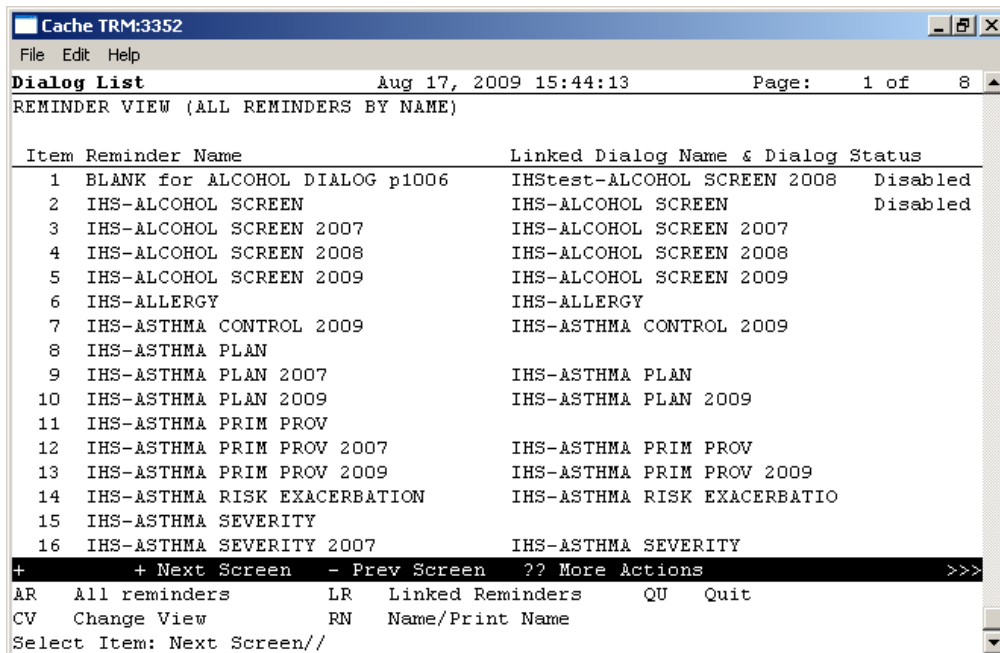 Cache TRM:3352
File Edit Help
Dialog List Aug 17, 2009 15:44:13 Page: 1 of 8
REMINDER VIEW (ALL REMINDERS BY NAME)
Item Reminder Name Linked Dialog Name & Dialog Status
1 BLANK for ALCOHOL DIALOG p1006 IHStest-ALCOHOL SCREEN 2008 Disabled
2 IHS-ALCOHOL SCREEN IHS-ALCOHOL SCREEN Disabled
3 IHS-ALCOHOL SCREEN 2007 IHS-ALCOHOL SCREEN 2007
4 IHS-ALCOHOL SCREEN 2008 IHS-ALCOHOL SCREEN 2008
5 IHS-ALCOHOL SCREEN 2009 IHS-ALCOHOL SCREEN 2009
6 IHS-ALLERGY IHS-ALLERGY
7 IHS-ASTHMA CONTROL 2009 IHS-ASTHMA CONTROL 2009
8 IHS-ASTHMA PLAN
9 IHS-ASTHMA PLAN 2007 IHS-ASTHMA PLAN
10 IHS-ASTHMA PLAN 2009 IHS-ASTHMA PLAN 2009
11 IHS-ASTHMA PRIM PROV
12 IHS-ASTHMA PRIM PROV 2007 IHS-ASTHMA PRIM PROV
13 IHS-ASTHMA PRIM PROV 2009 IHS-ASTHMA PRIM PROV 2009
14 IHS-ASTHMA RISK EXACERBATION IHS-ASTHMA RISK EXACERBATIO
15 IHS-ASTHMA SEVERITY
16 IHS-ASTHMA SEVERITY 2007 IHS-ASTHMA SEVERITY
+ + Next Screen - Prev Screen ?? More Actions >>>
AR All reminders LR Linked Reminders QU Quit
CV Change View RN Name/Print Name
Select Item: Next Screen//